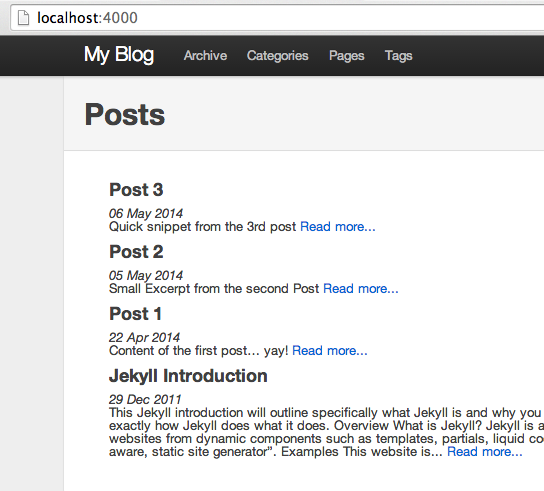 localhost:4000
My Blog Archive Categories Pages Tags
Posts
Post 3
06 May 2014
Quick snippet from the 3rd post Read more...
Post 2
05 May 2014
Small Excerpt from the second Post Read more...
Post 1
22 Apr 2014
Content of the first post... yay! Read more...
Jekyll Introduction
29 Dec 2011
This Jekyll introduction will outline specifically what Jekyll is and why you
exactly how Jekyll does what it does. Overview What is Jekyll? Jekyll is a
websites from dynamic components such as templates, partials, liquid
aware, static site generator”. Examples This website is... Read more...